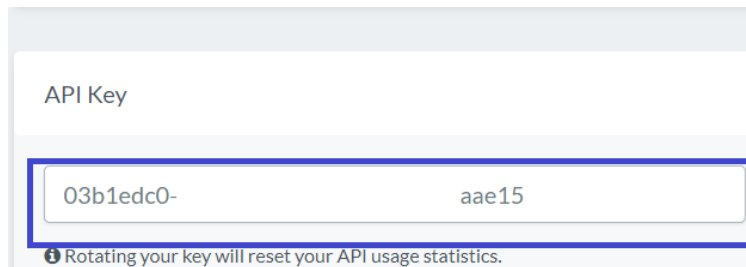 API Key
03b1edc0- aae15
Rotating your key will reset your API usage statistics.